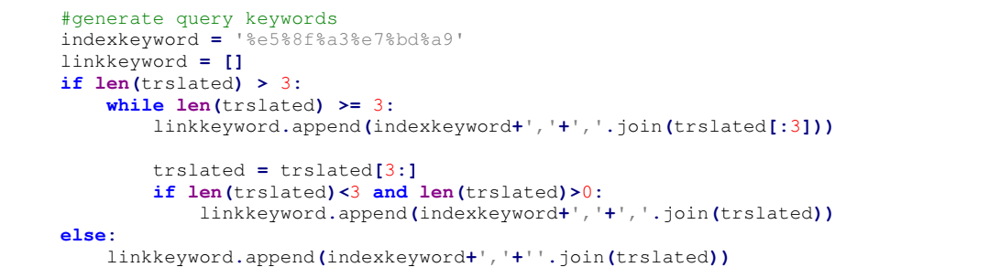 #generate query keywords
indexkeyword = '%e5%8f%a3%e7%bd%a9'
linkkeyword = []
if len(trslated) > 3:
    while len(trslated) >= 3:
        linkkeyword.append(indexkeyword+','+','.join(trslated[:3]))
        trslated = trslated[3:]
        if len(trslated)<3 and len(trslated)>0:
            linkkeyword.append(indexkeyword+','+','.join(trslated))
else:
    linkkeyword.append(indexkeyword+','+''.join(trslated))